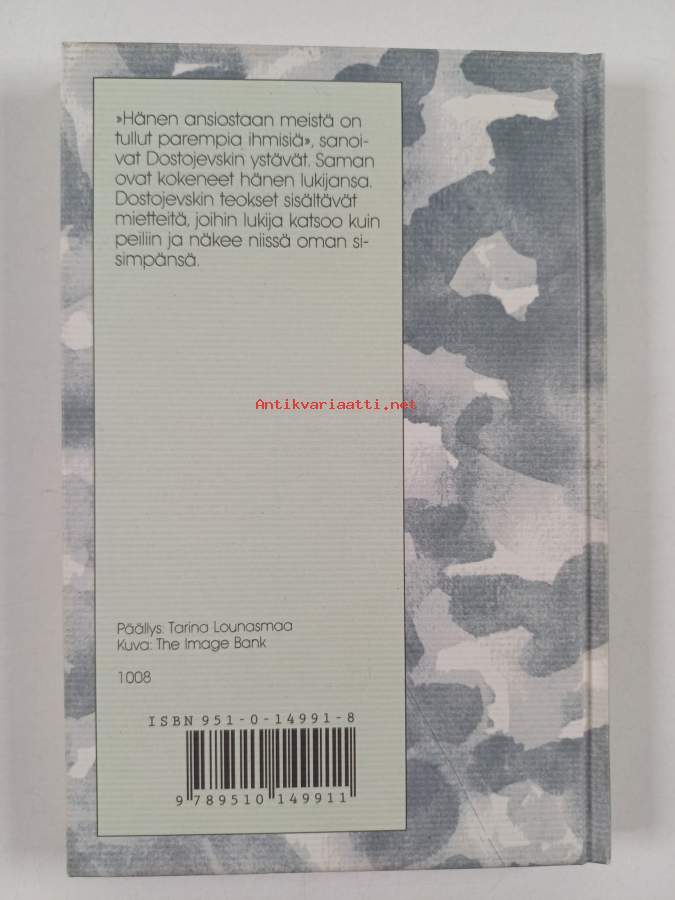 »Hänen ansiostaan meistä on
tullut parempia ihmisiä», sanoi-
vat Dostojevskin ystävät. Saman
ovat kokeneet hänen lukijansa.
Dostojevskin teokset sisältävät
mietteitä, joihin lukija katsoo kuin
peiliin ja näkee niissä oman si-
simpänsä.
Antikvariaatti.net
Päällys: Tarina Lounasmaa
Kuva: The Image Bank
1008
ISBN 951-0-14991-8
9 789510 149911